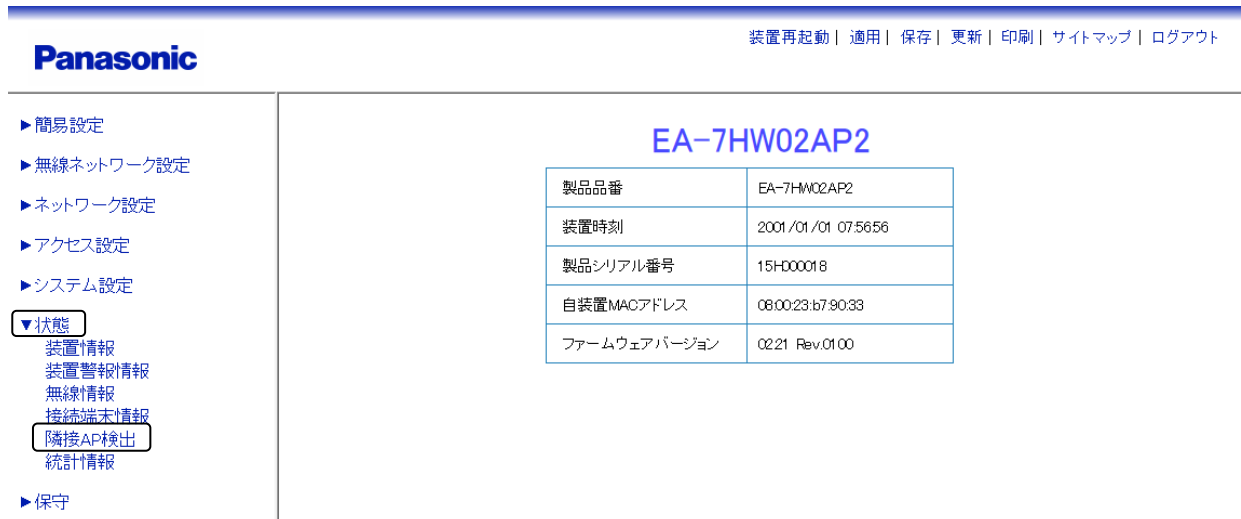 装置再起動| 適用| 保存| 更新| 印刷| サイトマップ| ログアウト
Panasonic
►簡易設定
►無線ネットワーク設定
►ネットワーク設定
►アクセス設定
►システム設定
▼状態
装置情報
装置警報情報
無線情報
接続端末情報
隣接AP検出
統計情報
►保守
EA-7HW02AP2
製品品番 EA-7HW02AP2
装置時刻 2001/01/01 07:56:56
製品シリアル番号 15H000018
自装置MACアドレス 08:00:23:b7:90:33
ファームウェアバージョン 02.21 Rev.01.00